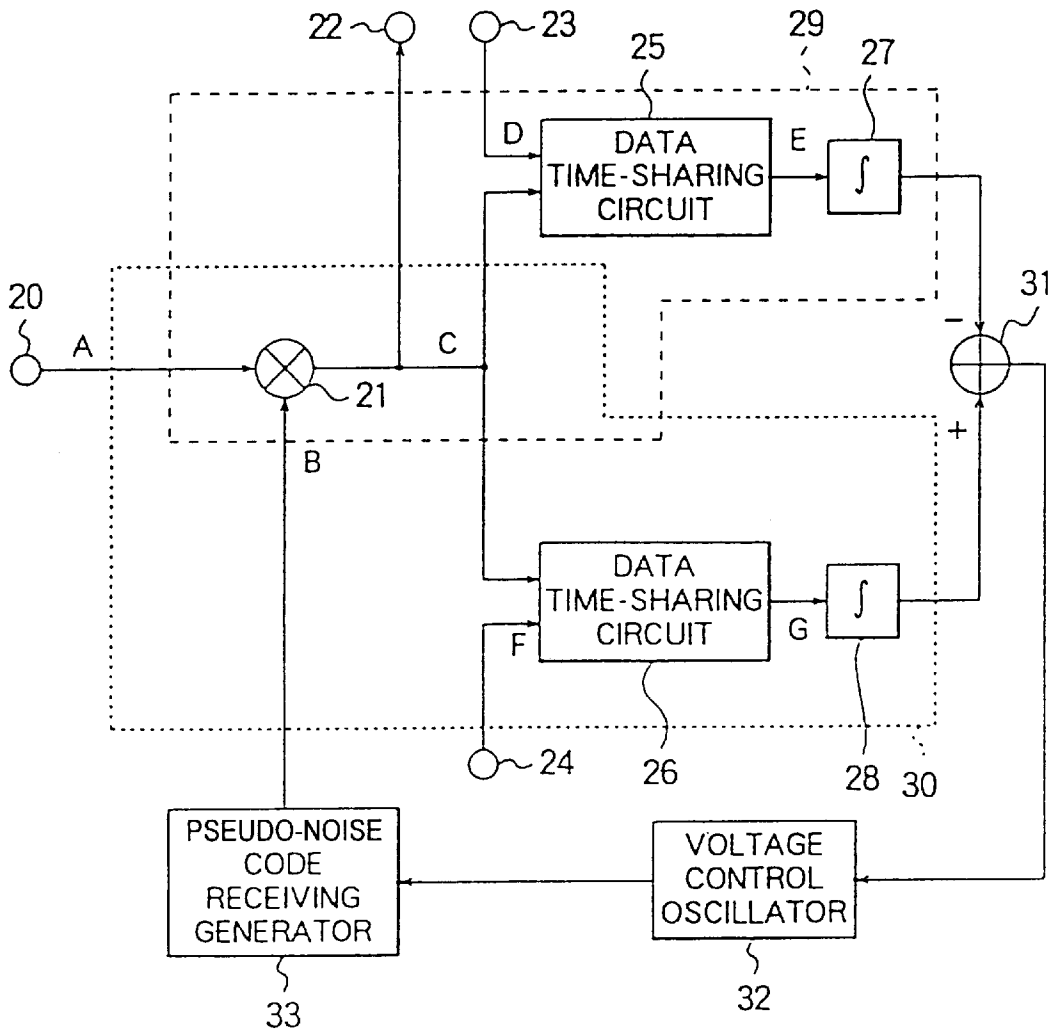 22
23
29
25
27
D
DATA
TIME-SHARING
CIRCUIT
E
∫
20
A
C
21
31
−
+
B
F
DATA
TIME-SHARING
CIRCUIT
G
∫
24
26
28
30
PSEUDO-NOISE
CODE
RECEIVING
GENERATOR
VOLTAGE
CONTROL
OSCILLATOR
33
32